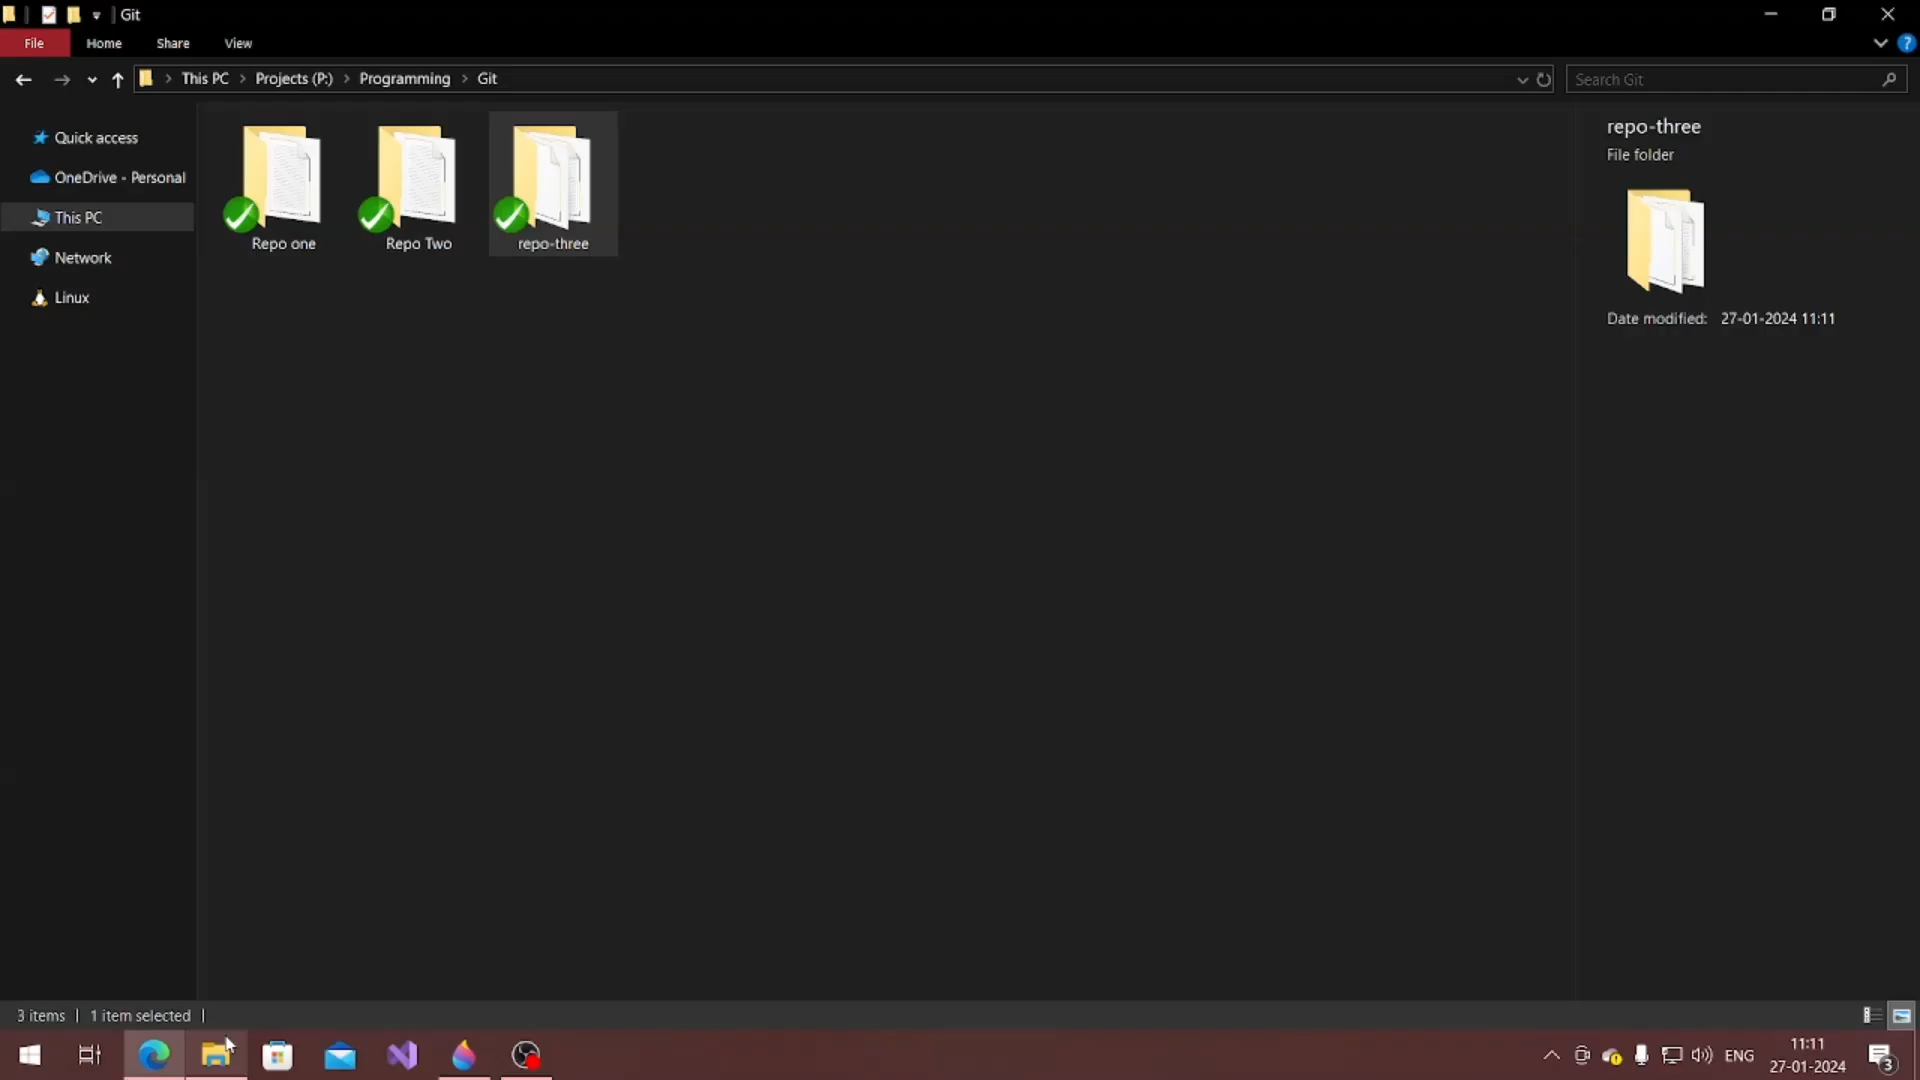 Git
File Home Share View
This PC Projects (P:) Programming Git
Search Git
Quick access
OneDrive - Personal
This PC
Network
Linux
Repo one Repo Two repo-three
repo-three
File folder
Date modified: 27-01-2024 11:11
3 items 1 item selected
ENG
11:11
27-01-2024
3